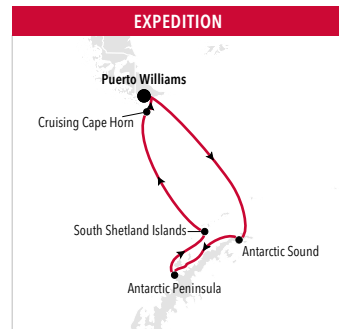 EXPEDITION
Puerto Williams
Cruising Cape Horn
South Shetland Islands
Antarctic Sound
Antarctic Peninsula